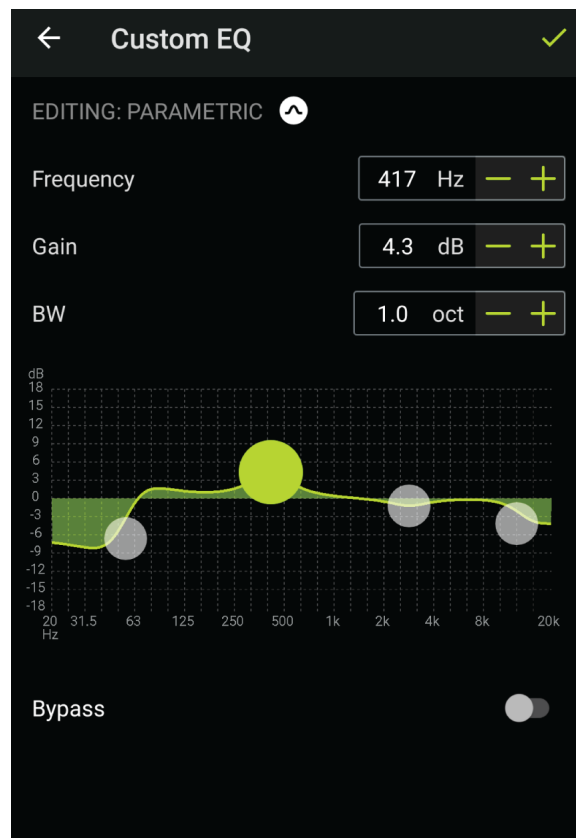 Custom EQ
EDITING: PARAMETRIC
Frequency 417 Hz
Gain 4.3 dB
BW 1.0 oct
dB
18
15
12
9
6
3
0
-3
-6
-9
-12
-15
-18
20 31.5 63 125 250 500 1k 2k 4k 8k 20k
Hz
Bypass